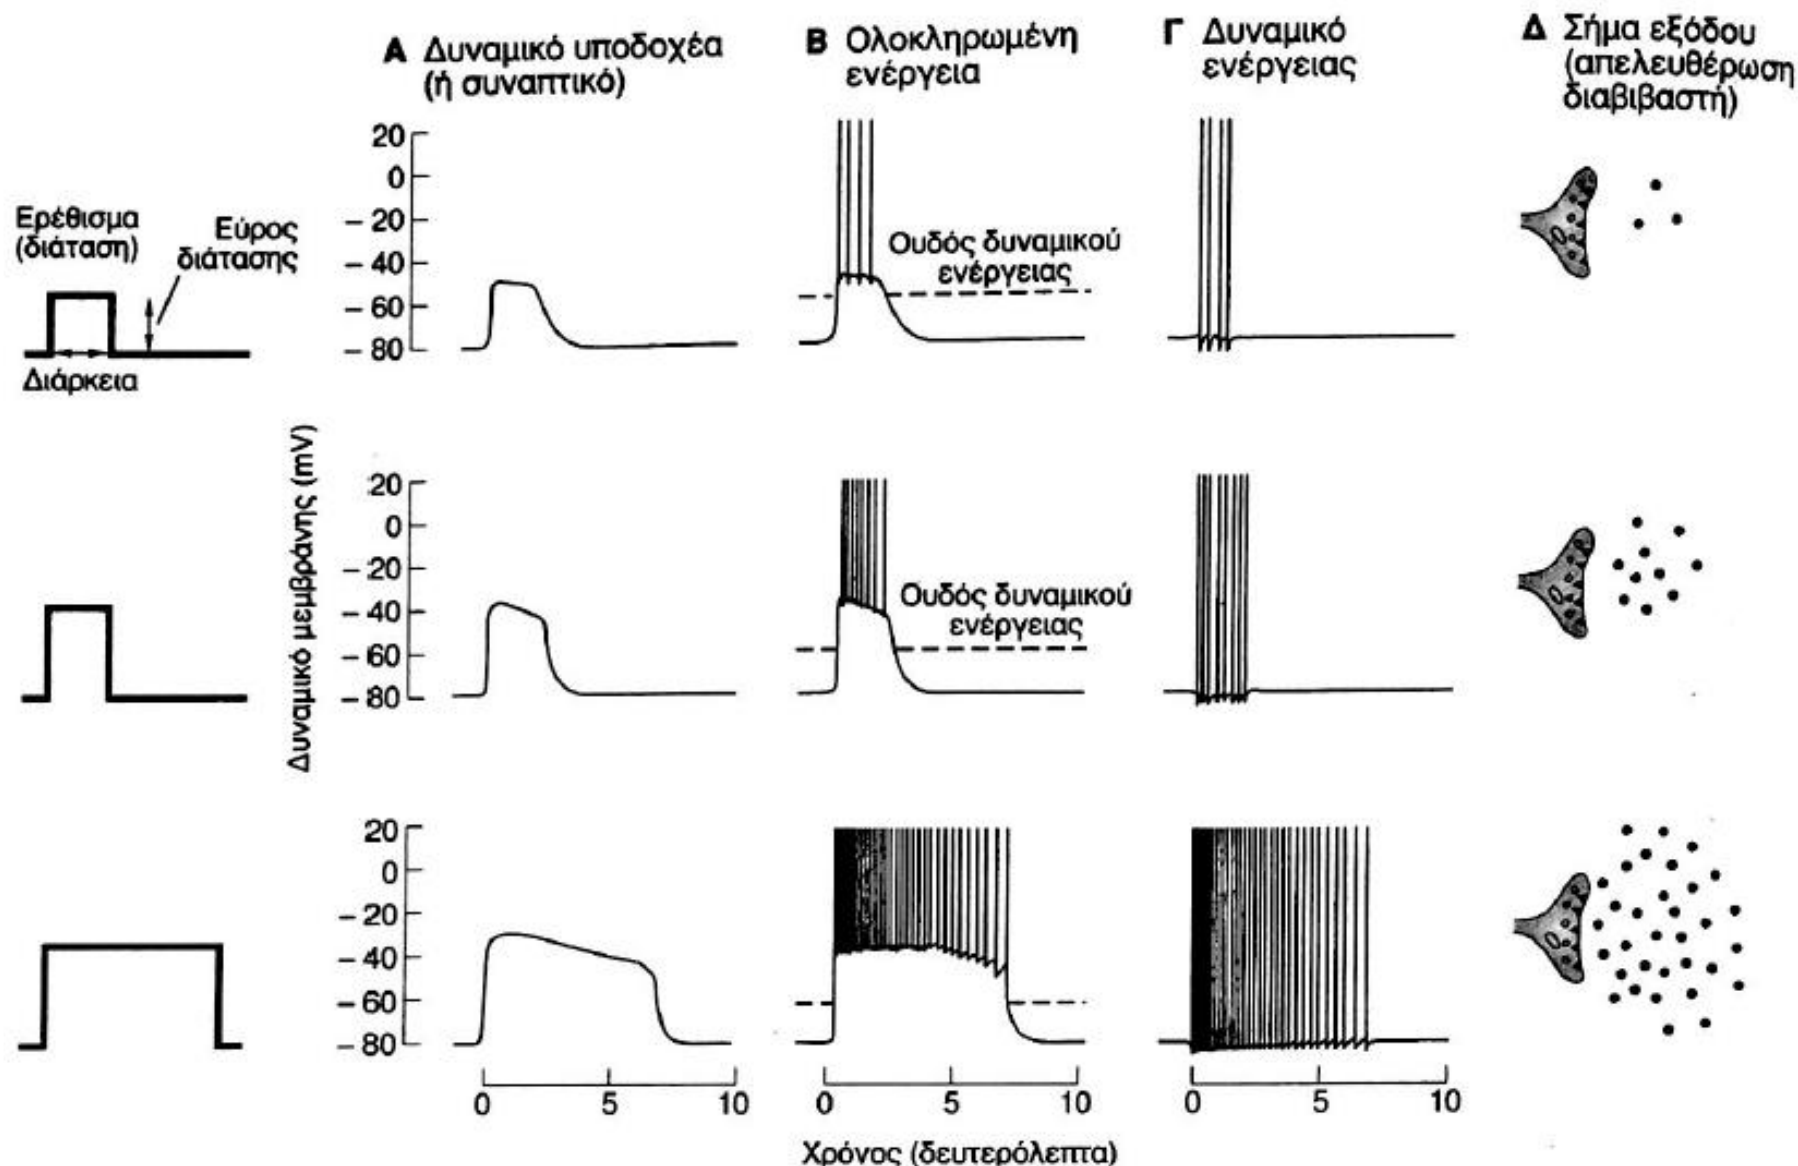 Α Δυναμικό υποδοχέα
(ή συναπτικό)
Β Ολοκληρωμένη
ενέργεια
Γ Δυναμικό
ενέργειας
Δ Σήμα εξόδου
(απελευθέρωση
διαβιβαστή)
Ερέθισμα
(διάταση)
Εύρος
διάτασης
Διάρκεια
20
0
– 20
– 40
– 60
– 80
Ουδός δυναμικού
ενέργειας
Δυναμικό μεμβράνης (mV)
20
0
– 20
– 40
– 60
– 80
Ουδός δυναμικού
ενέργειας
20
0
– 20
– 40
– 60
– 80
0 5 10
0 5 10
0 5 10
Χρόνος (δευτερόλεπτα)